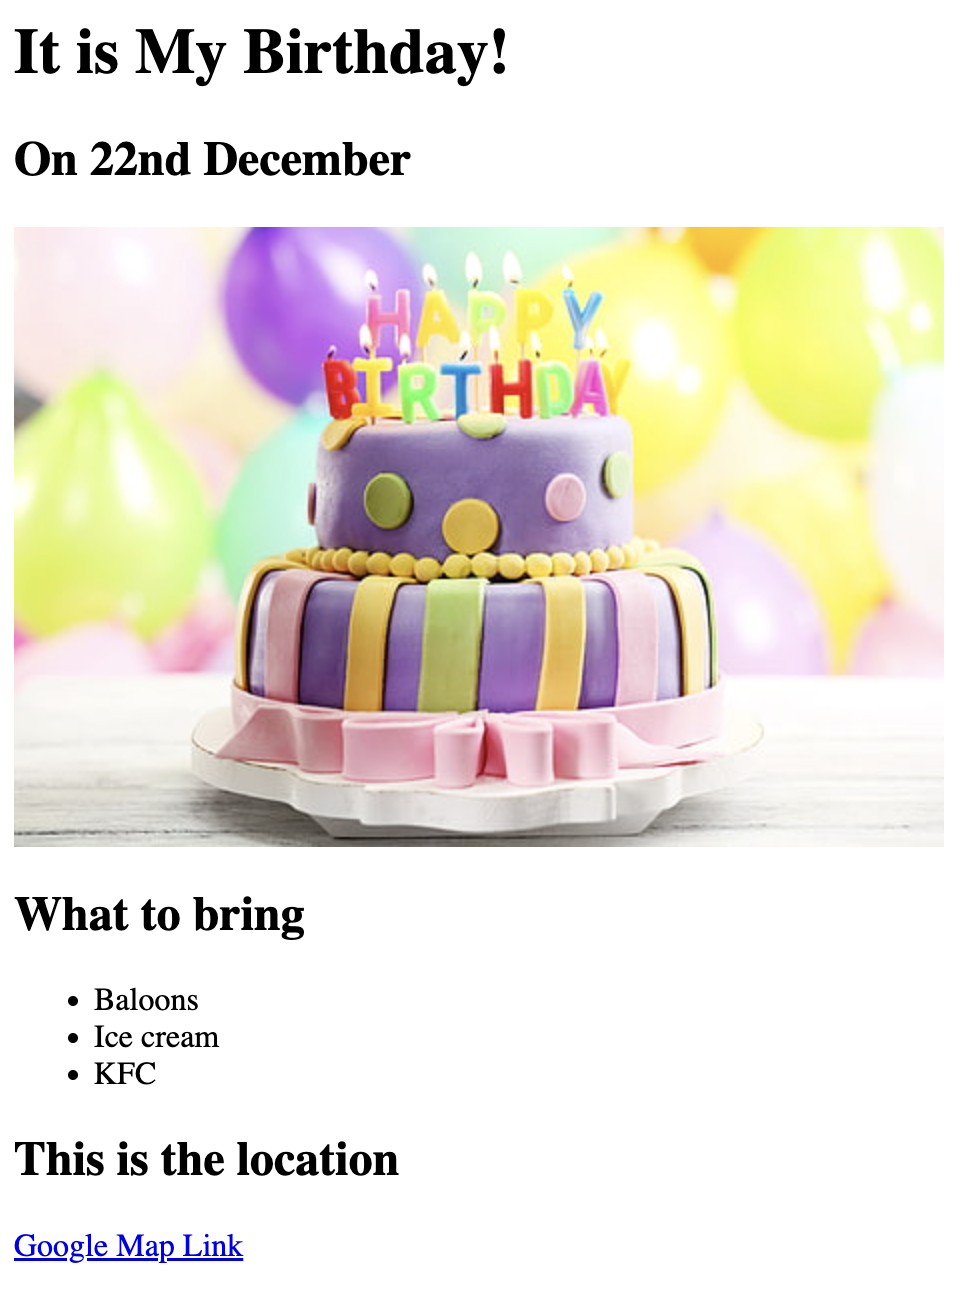 It is My Birthday!
On 22nd December
HAPPY
BIRTHDAY
What to bring
Baloons
Ice cream
KFC
This is the location
Google Map Link